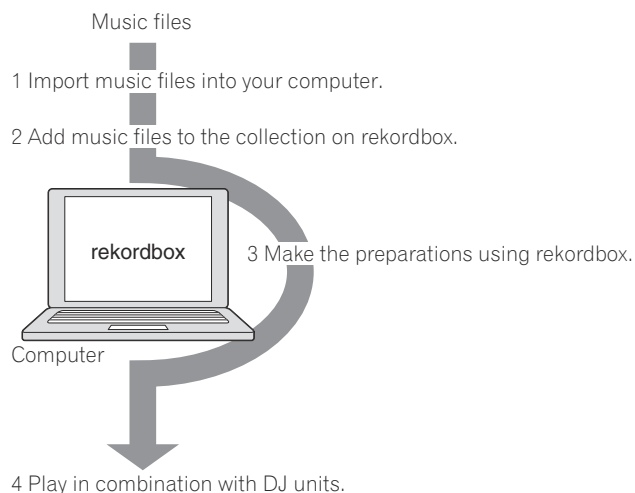 Music files
1 Import music files into your computer.
2 Add music files to the collection on rekordbox.
rekordbox
3 Make the preparations using rekordbox.
Computer
4 Play in combination with DJ units.